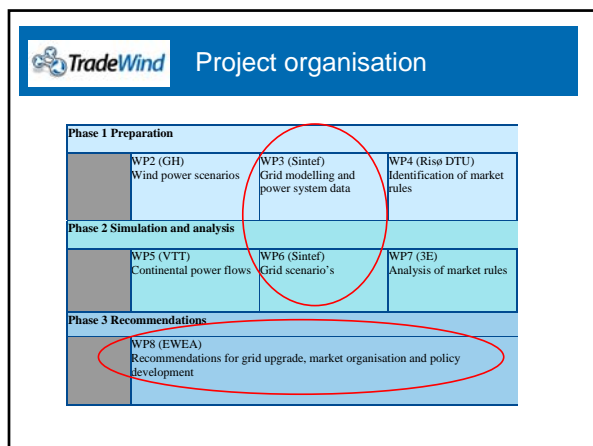 TradeWind
Project organisation
Phase 1 Preparation
WP2 (GH)
Wind power scenarios
WP3 (Sintef)
Grid modelling and
power system data
WP4 (Risø DTU)
Identification of market
rules
Phase 2 Simulation and analysis
WP5 (VTT)
Continental power flows
WP6 (Sintef)
Grid scenario's
WP7 (3E)
Analysis of market rules
Phase 3 Recommendations
WP8 (EWEA)
Recommendations for grid upgrade, market organisation and policy
development